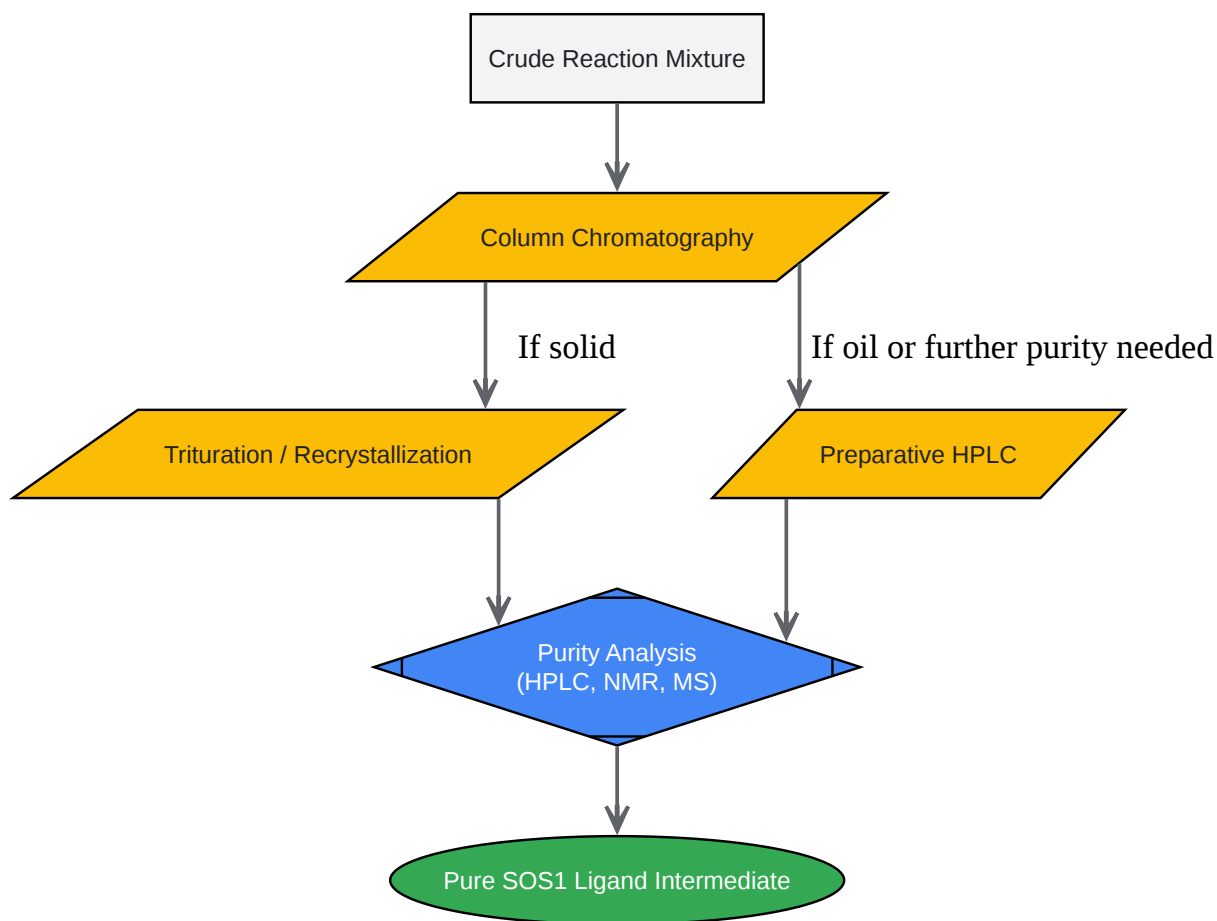 Crude Reaction Mixture
Column Chromatography
If solid
If oil or further purity needed
Trituration / Recrystallization
Preparative HPLC
Purity Analysis
(HPLC, NMR, MS)
Pure SOS1 Ligand Intermediate